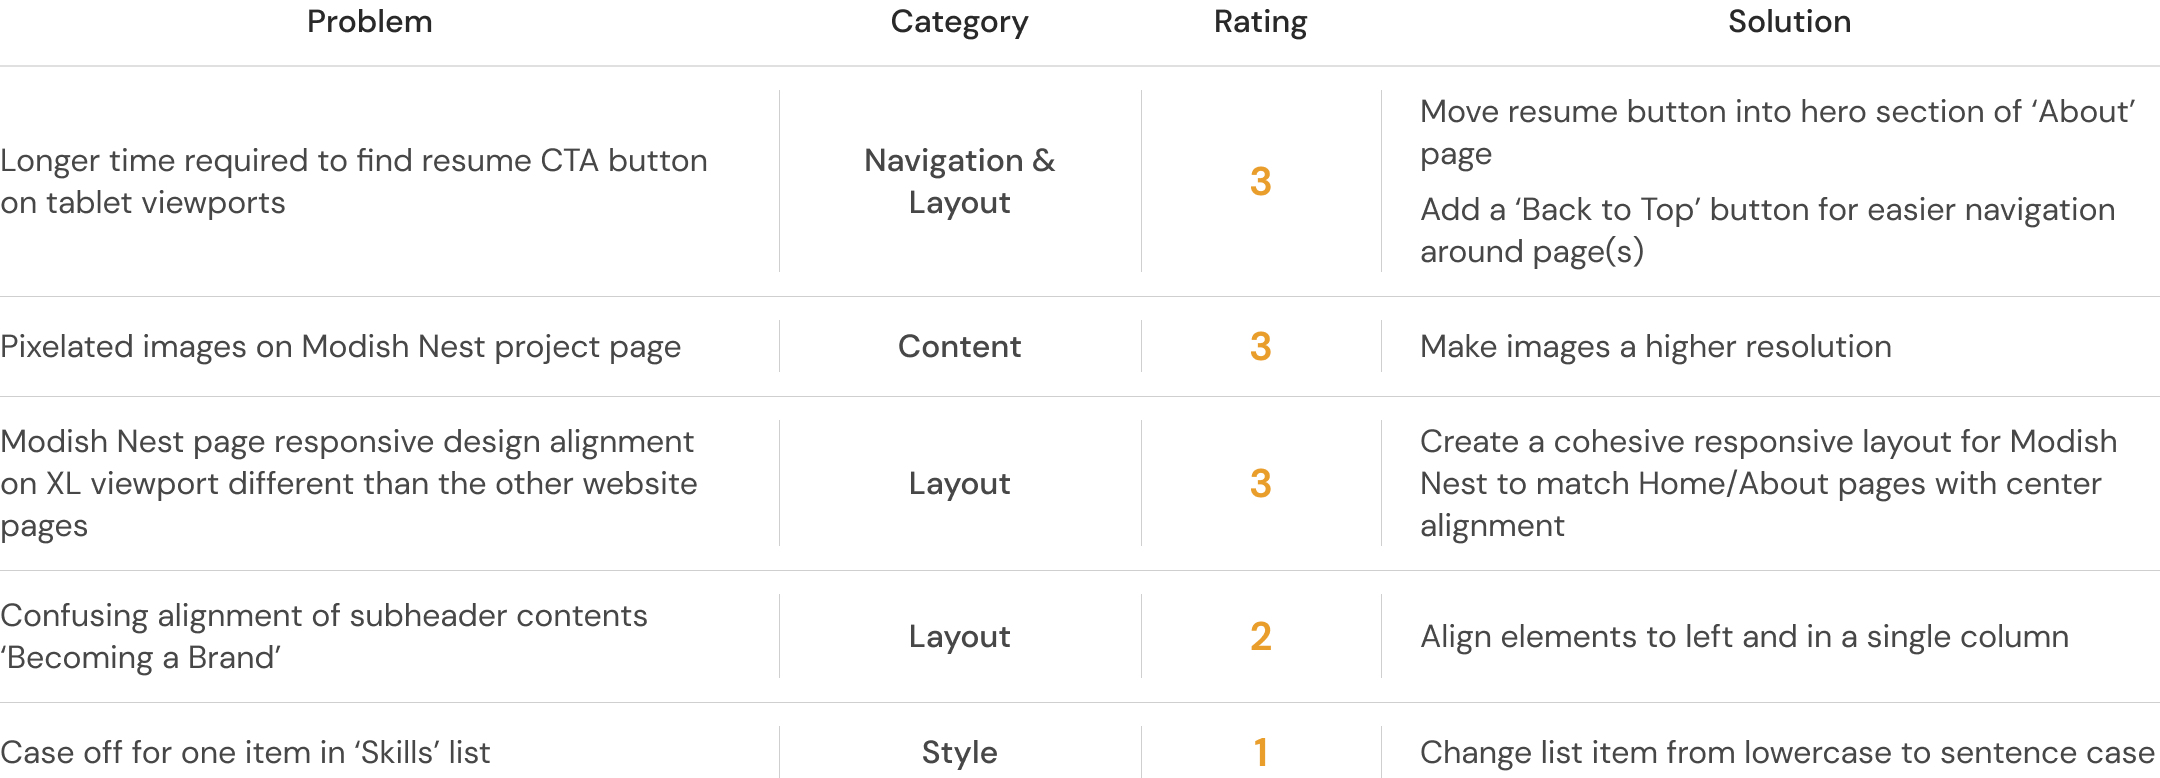 Problem Category Rating Solution
Longer time required to find resume CTA button
on tablet viewports
Navigation &
Layout
3
Move resume button into hero section of ‘About’
page
Add a ‘Back to Top’ button for easier navigation
around page(s)
Pixelated images on Modish Nest project page
Content
3
Make images a higher resolution
Modish Nest page responsive design alignment
on XL viewport different than the other website
pages
Layout
3
Create a cohesive responsive layout for Modish
Nest to match Home/About pages with center
alignment
Confusing alignment of subheader contents
‘Becoming a Brand’
Layout
2
Align elements to left and in a single column
Case off for one item in ‘Skills’ list
Style
1
Change list item from lowercase to sentence case